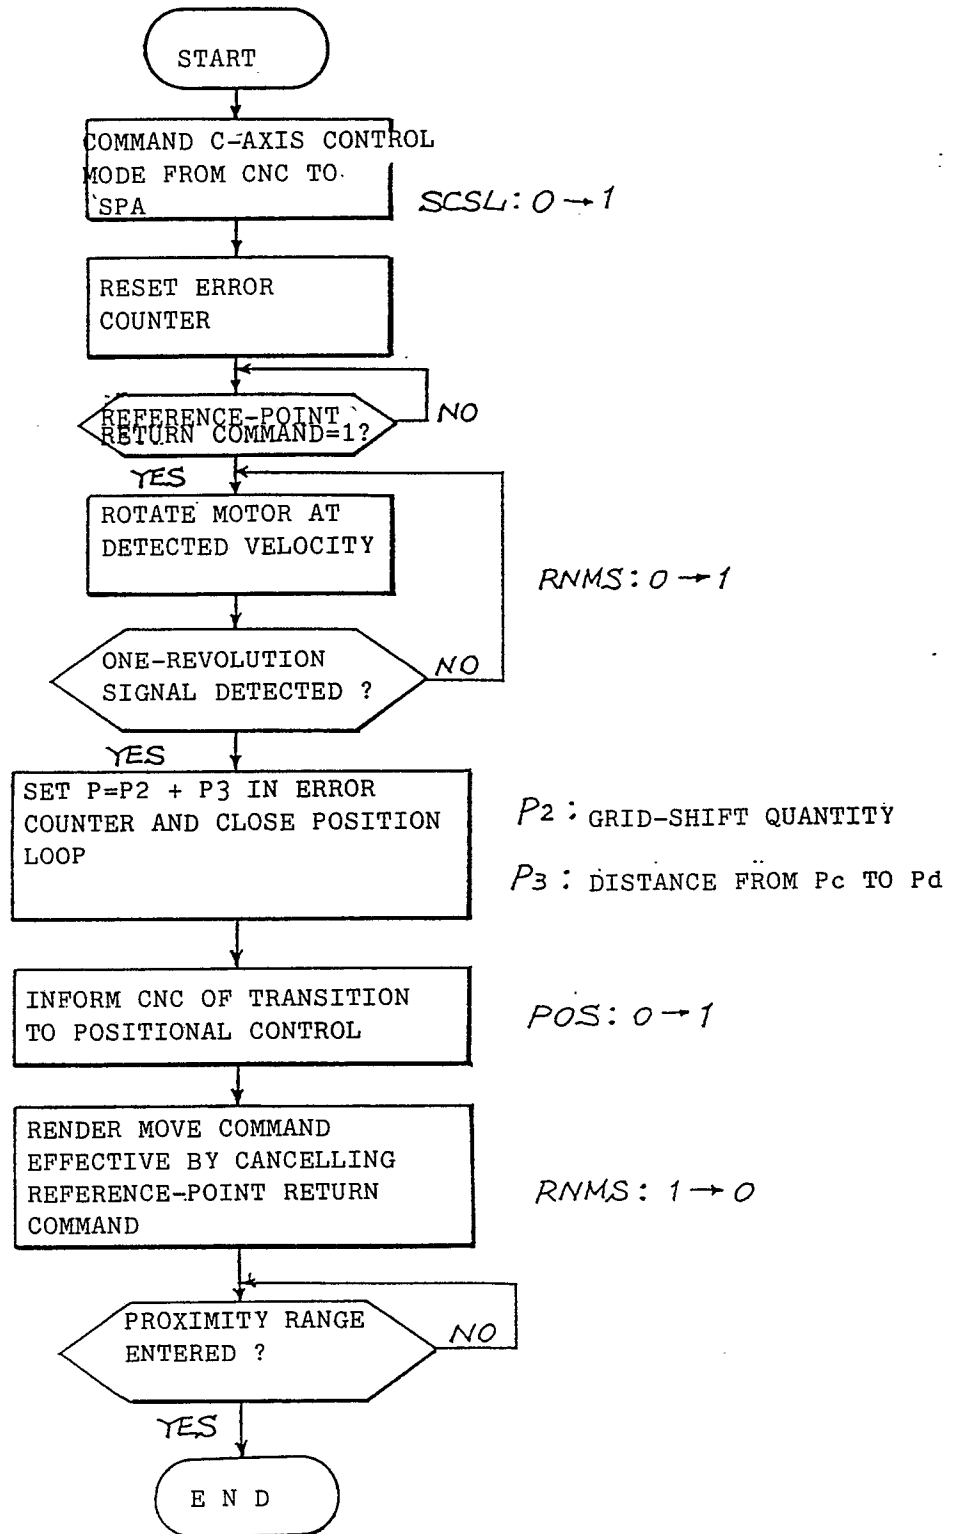 START
COMMAND C-AXIS CONTROL
MODE FROM CNC TO
SPA
SCSL: 0→1
RESET ERROR
COUNTER
REFERENCE-POINT
RETURN COMMAND=1?
NO
YES
ROTATE MOTOR AT
DETECTED VELOCITY
RNMS: 0→1
ONE-REVOLUTION
SIGNAL DETECTED ?
NO
YES
SET P=P2 + P3 IN ERROR
COUNTER AND CLOSE POSITION
LOOP
P2 : GRID-SHIFT QUANTITY
P3 : DISTANCE FROM Pc TO Pd
INFORM CNC OF TRANSITION
TO POSITIONAL CONTROL
POS: 0→1
RENDER MOVE COMMAND
EFFECTIVE BY CANCELLING
REFERENCE-POINT RETURN
COMMAND
RNMS: 1→0
PROXIMITY RANGE
ENTERED ?
NO
YES
E N D